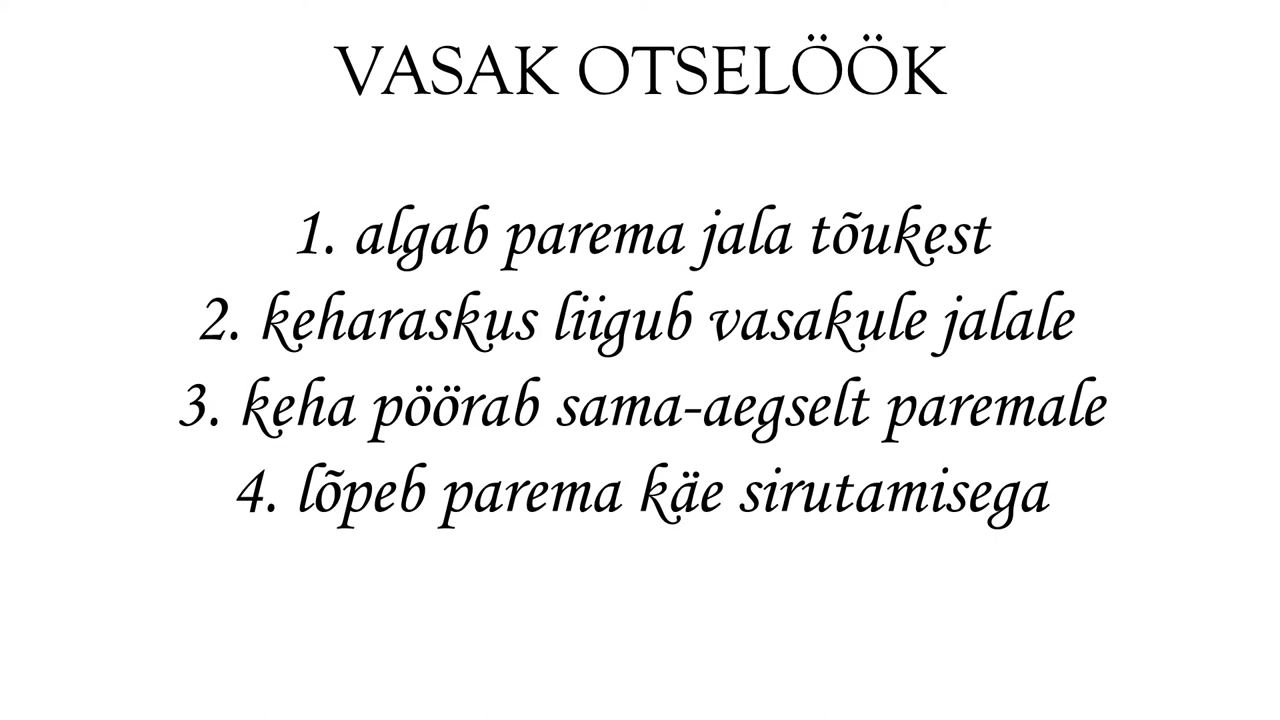 VASAK OTSELÖÖK
1. algab parema jala tõukest
2. keharaskus liigub vasakule jalale
3. keha pöörab sama-aegselt paremale
4. lõpeb parema käe sirutamisega